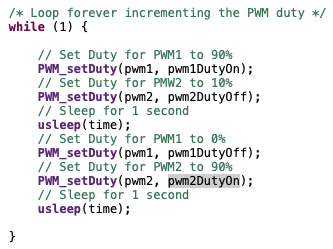 /* Loop forever incrementing the PWM duty */
while (1) {
// Set Duty for PWM1 to 90%
PWM_setDuty(pwm1, pwm1DutyOn);
// Set Duty for PMW2 to 10%
PWM_setDuty(pwm2, pwm2DutyOff);
// Sleep for 1 second
usleep(time);
// Set Duty for PWM1 to 0%
PWM_setDuty(pwm1, pwm1DutyOff);
// Set Duty for PWM2 to 90%
PWM_setDuty(pwm2, pwm2DutyOn);
// Sleep for 1 second
usleep(time);
}